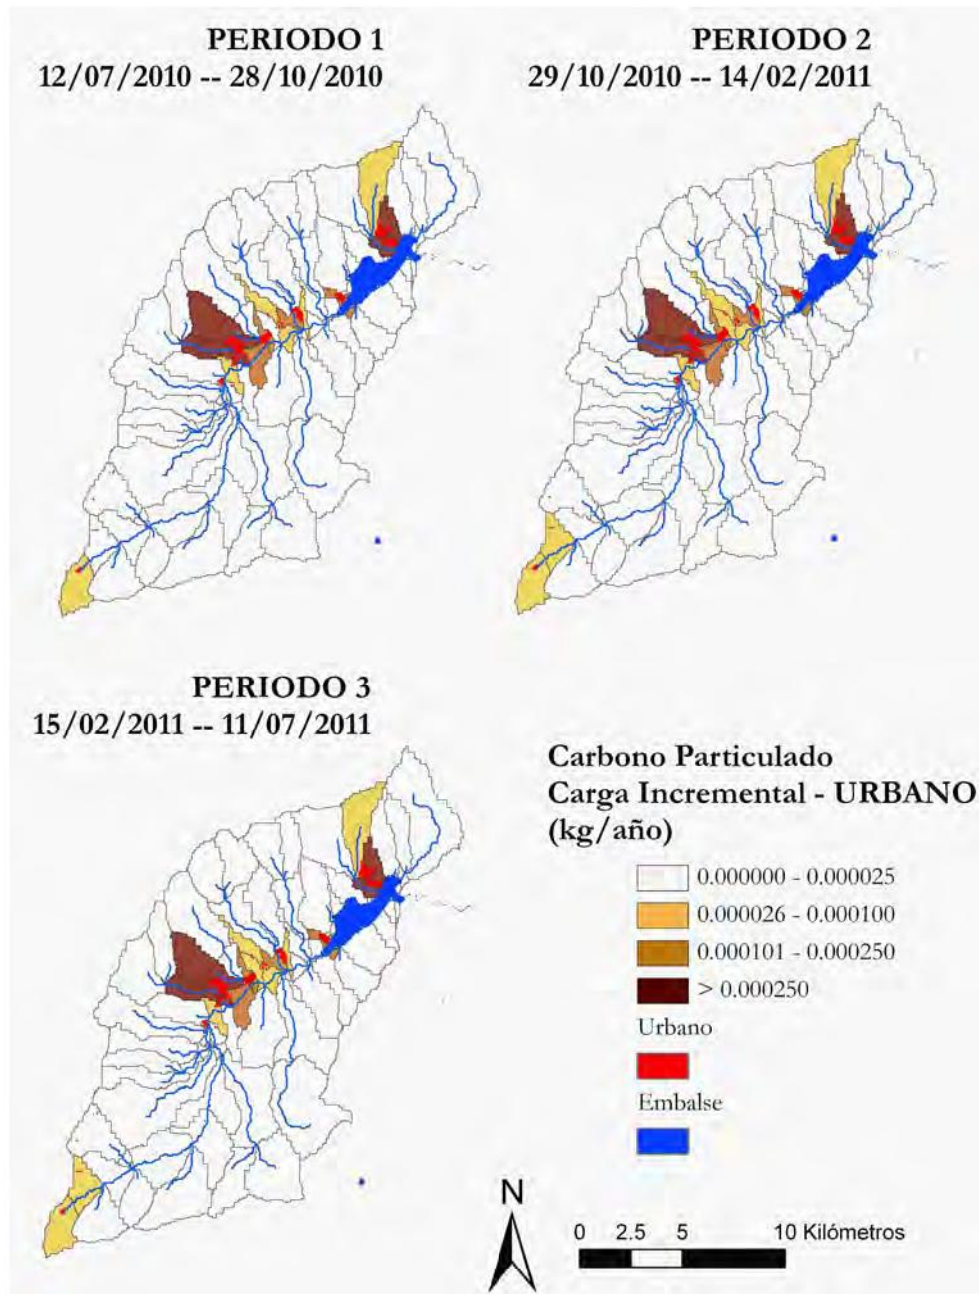 PERIODO 1
12/07/2010 -- 28/10/2010
PERIODO 2
29/10/2010 -- 14/02/2011
PERIODO 3
15/02/2011 -- 11/07/2011
Carbono Particulado
Carga Incremental - URBANO
(kg/año)
0.000000 - 0.000025
0.000026 - 0.000100
0.000101 - 0.000250
> 0.000250
Urbano
Embalse
N
0 2.5 5 10 Kilómetros